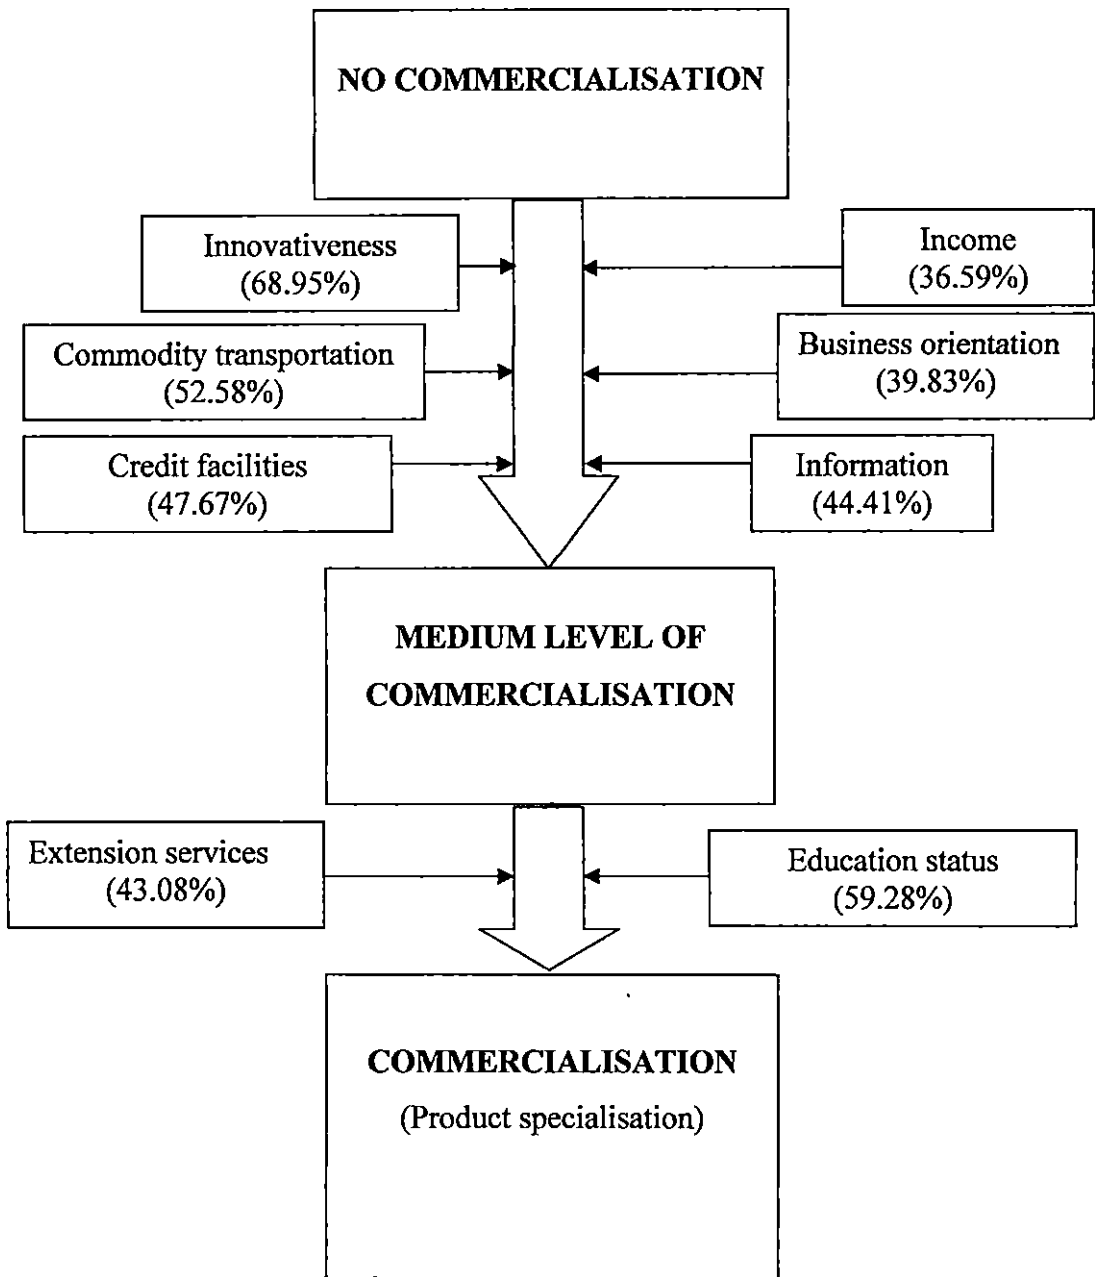 NO COMMERCIALISATION
Innovativeness
(68.95%)
Income
(36.59%)
Commodity transportation
(52.58%)
Business orientation
(39.83%)
Credit facilities
(47.67%)
Information
(44.41%)
MEDIUM LEVEL OF
COMMERCIALISATION
Extension services
(43.08%)
Education status
(59.28%)
COMMERCIALISATION
(Product specialisation)